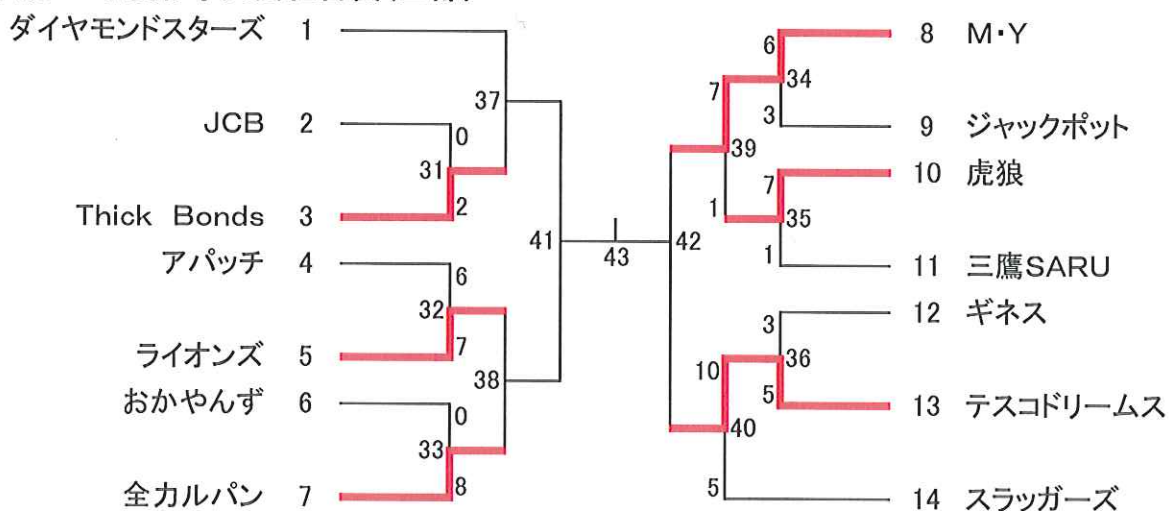 ダイヤモンドスターズ 1
JCB 2
Thick Bonds 3
アパッチ 4
ライオンズ 5
おかやんず 6
全力ルパン 7
37
0
31
2
6
32
7
38
0
33
8
41
43
42
6
7
34
3
39
7
1
35
1
3
10
36
5
40
5
8 M・Y
9 ジャックポット
10 虎狼
11 三鷹SARU
12 ギネス
13 テスコドリームス
14 スラッガーズ